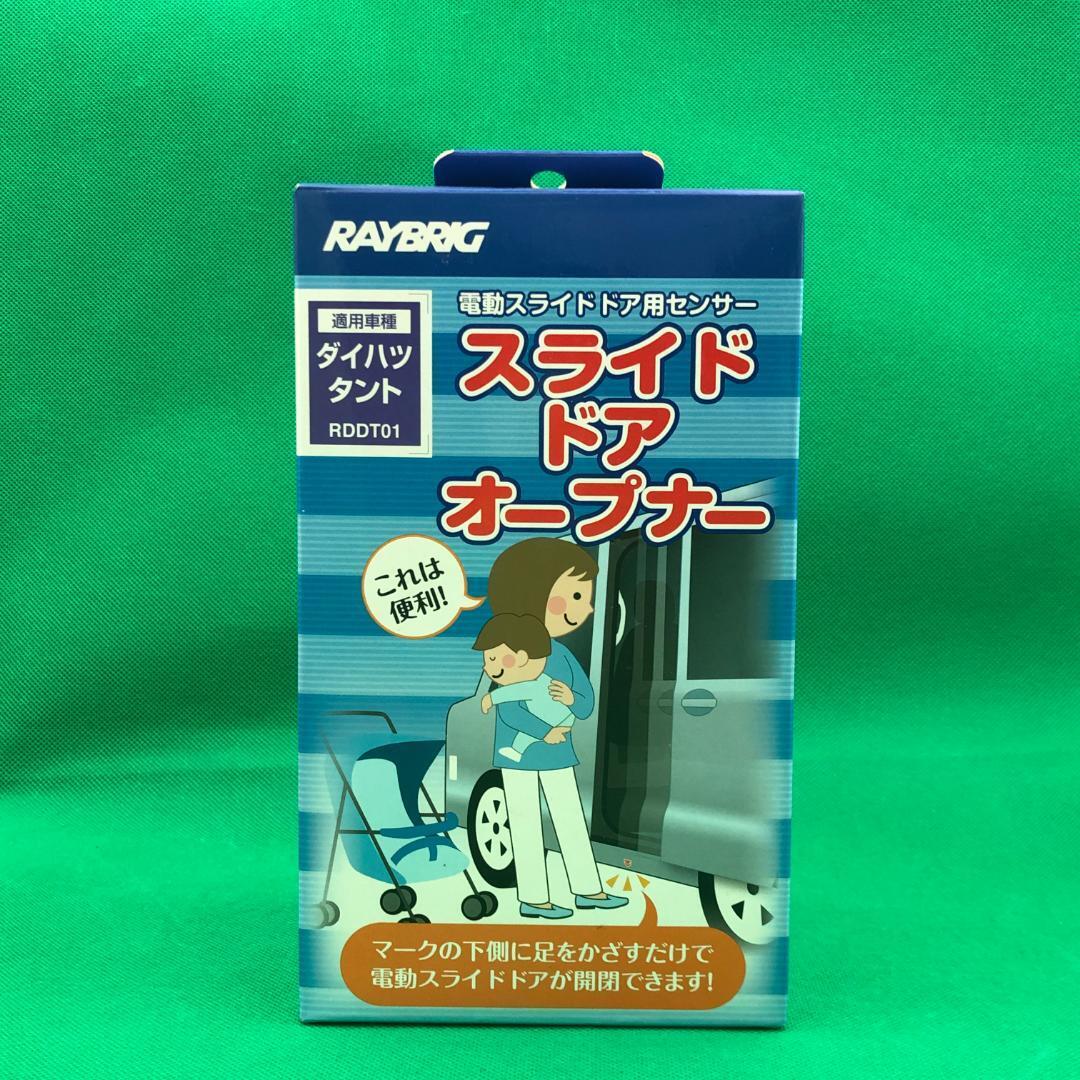 RAYBRIG
適用車種
ダイハツ
タント
RDDT01
電動スライドドア用センサー
スライド
ドア
オープナー
これは
便利!
マークの下側に足をかざすだけで
電動スライドドアが開閉できます!